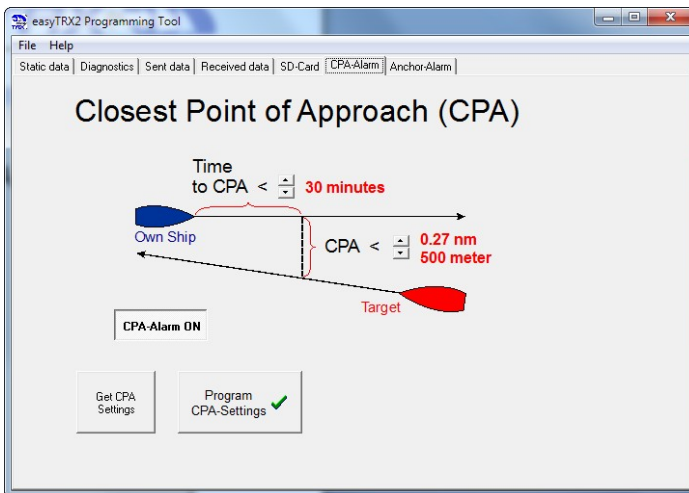 easyTRX2 Programming Tool
File Help
Static data Diagnostics Sent data Received data SD-Card CPA-Alarm Anchor-Alarm
Closest Point of Approach (CPA)
Time
to CPA < 30 minutes
Own Ship
CPA < 0.27 nm
500 meter
Target
CPA-Alarm ON
Get CPA
Settings
Program
CPA-Settings